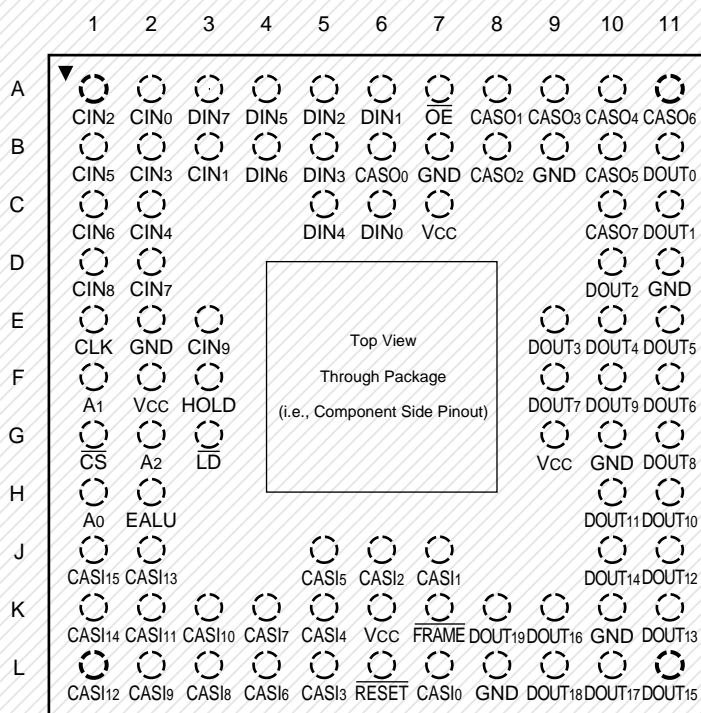 1 2 3 4 5 6 7 8 9 10 11
A
CIN2 CIN0 DIN7 DIN5 DIN2 DIN1 OE CASO1 CASO3 CASO4 CASO6
B
CIN5 CIN3 CIN1 DIN6 DIN3 CASO0 GND CASO2 GND CASO5 DOUT0
C
CIN6 CIN4 DIN4 DIN0 VCC CASO7 DOUT1
D
CIN8 CIN7 DOUT2 GND
E
CLK GND CIN9 DOUT3 DOUT4 DOUT5
Top View
Through Package
(i.e., Component Side Pinout)
F
A1 VCC HOLD DOUT7 DOUT9 DOUT6
G
CS A2 LD VCC GND DOUT8
H
A0 EALU DOUT11 DOUT10
J
CASI15 CASI13 CASI5 CASI2 CASI1 DOUT14 DOUT12
K
CASI14 CASI11 CASI10 CASI7 CASI4 VCC FRAME DOUT19 DOUT16 GND DOUT13
L
CASI12 CASI9 CASI8 CASI6 CASI3 RESET CASI0 GND DOUT18 DOUT17 DOUT15